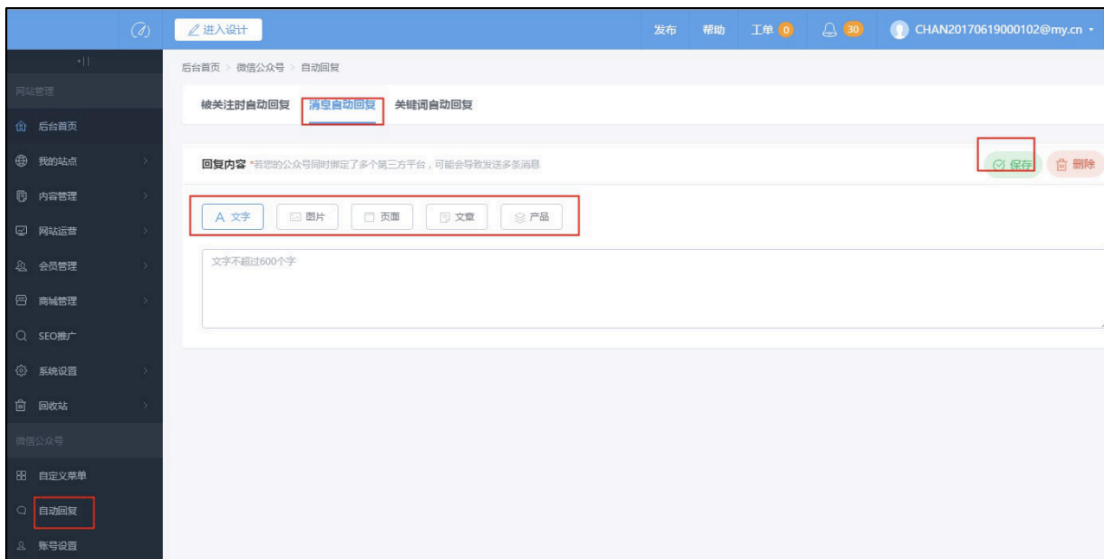 进入设计
发布 帮助 工单 0 30 CHAN20170619000102@my.cn
后台首页 > 微信公众号 > 自动回复
网站管理
后台首页
我的站点
内容管理
网站运营
会员管理
商城管理
SEO推广
系统设置
回收站
微信公众号
自定义菜单
自动回复
账号设置
被关注时自动回复 消息自动回复 关键词自动回复
回复内容 *若您的公众号同时绑定了多个第三方平台，可能会导致发送多条消息
保存 删除
A 文字 图片 页面 文章 产品
文字不超过600个字